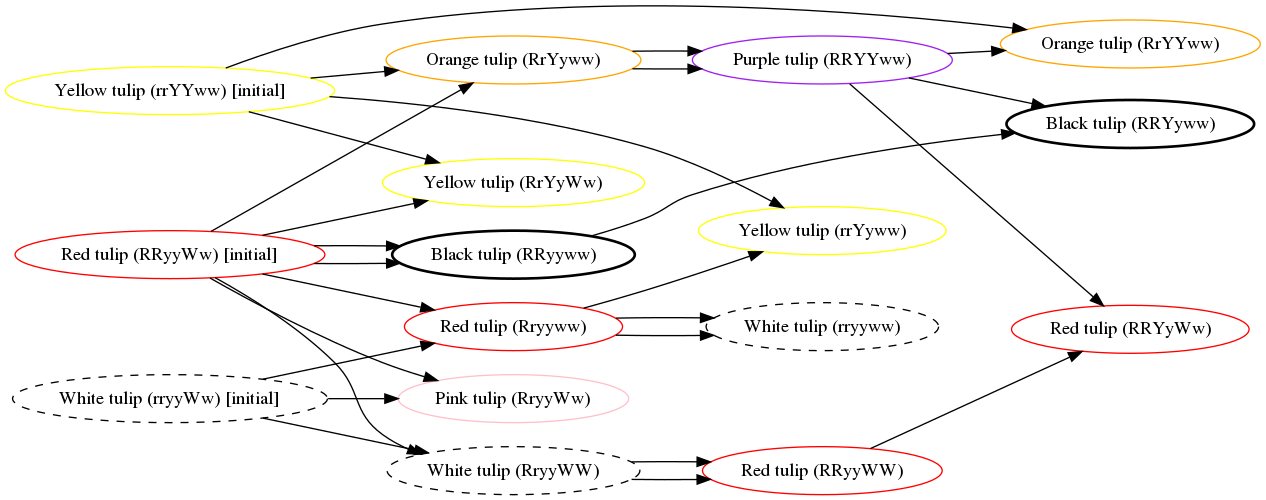 Yellow tulip (rrYYww) [initial]
Red tulip (RRyyWw) [initial]
White tulip (rryyWw) [initial]
Orange tulip (RrYyww)
Yellow tulip (RrYyWw)
Black tulip (RRyyww)
Red tulip (Rryyww)
Pink tulip (RryyWw)
White tulip (RryyWW)
Purple tulip (RRYYww)
Yellow tulip (rrYyww)
White tulip (rryyww)
Red tulip (RRyyWW)
Orange tulip (RrYYww)
Black tulip (RRYyww)
Red tulip (RRYyWw)